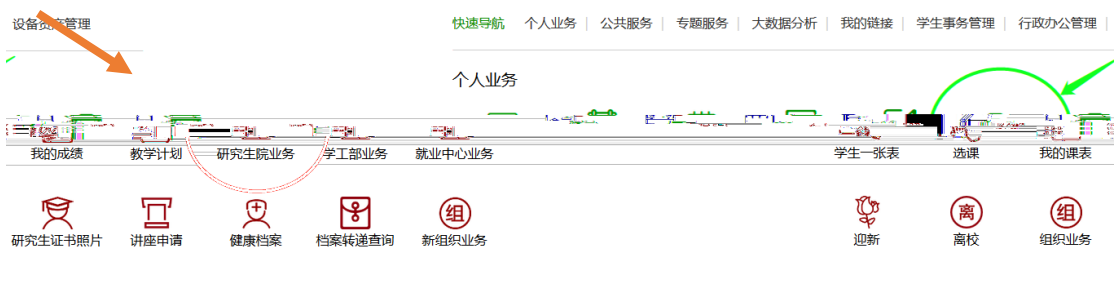 设备资产管理
快速导航 个人业务 公共服务 专题服务 大数据分析 我的链接 学生事务管理 行政办公管理
个人业务
我的成绩 教学计划 研究生院业务 学工部业务 就业中心业务 学生一张表 选课 我的课表
组 离 组
研究生证书照片 讲座申请 健康档案 档案转递查询 新组织业务 迎新 离校 组织业务